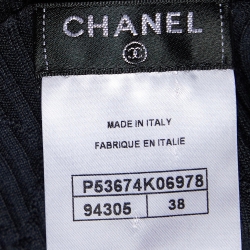 CHANEL
MADE IN ITALY
FABRIQUE EN ITALIE
P53674K06978
94305 38